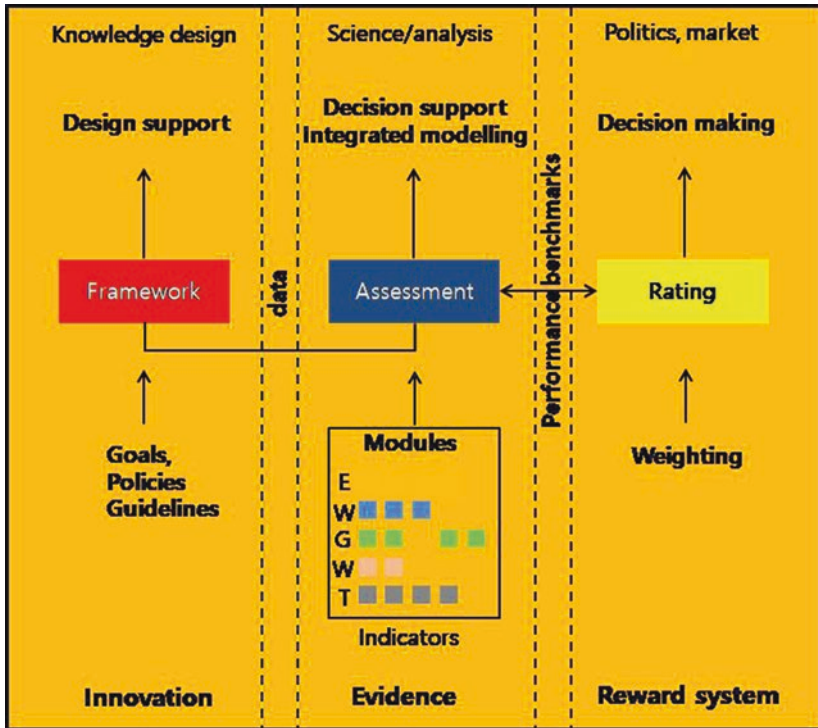 Knowledge design
Science/analysis
Politics, market
Design support
Decision support
Integrated modelling
Decision making
Framework
data
Assessment
Performance benchmarks
Rating
Goals,
Policies
Guidelines
Modules
E
W
G
W
T
Indicators
Weighting
Innovation
Evidence
Reward system